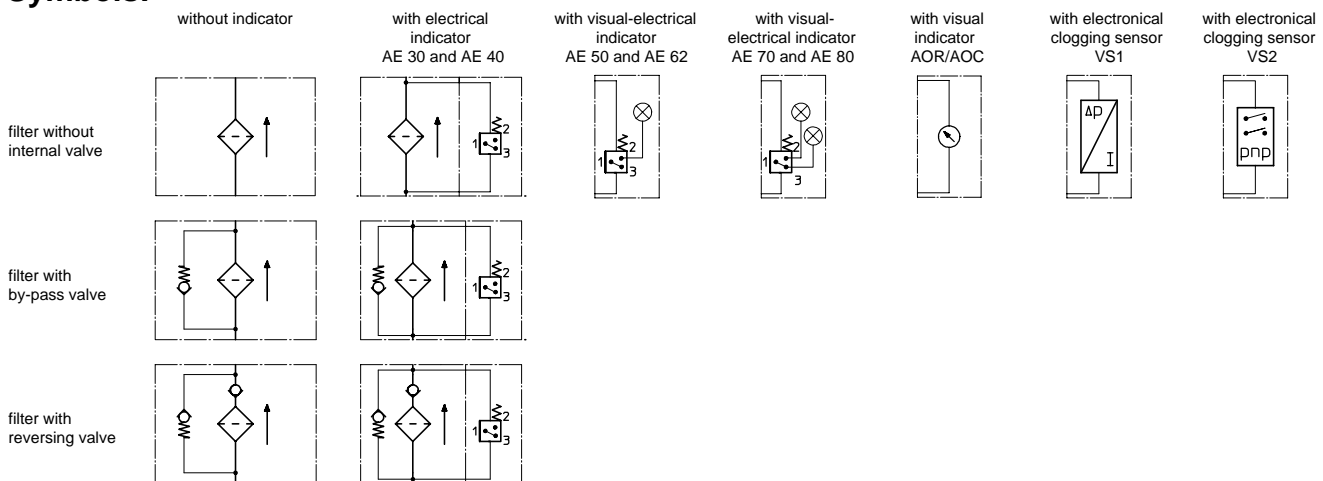 without indicator
with electrical
indicator
AE 30 and AE 40
with visual-electrical
indicator
AE 50 and AE 62
with visual-
electrical indicator
AE 70 and AE 80
with visual
indicator
AOR/AOC
with electronical
clogging sensor
VS1
with electronical
clogging sensor
VS2
filter without
internal valve
1
2
3
1
2
3
1
2
3
Δp
I
pnp
filter with
by-pass valve
1
2
3
filter with
reversing valve
1
2
3